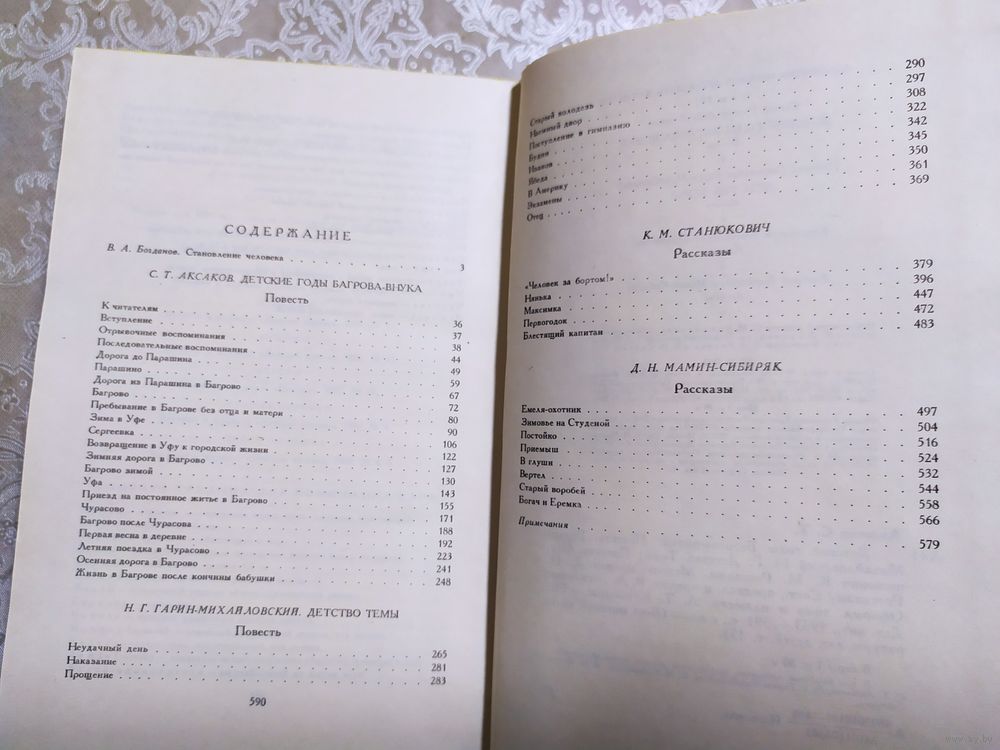 СОДЕРЖАНИЕ
В. А. Богданов. Становление человека . . . 3
С. Т. АКСАКОВ. ДЕТСКИЕ ГОДЫ БАГРОВА-ВНУКА
Повесть
К читателям . . . 36
Вступление . . . 37
Отрывочные воспоминания . . . 38
Последовательные воспоминания . . . 44
Дорога до Парашина . . . 49
Парашино . . . 59
Дорога из Парашина в Багрово . . . 67
Багрово . . . 72
Пребывание в Багрове без отца и матери . . . 80
Зима в Уфе . . . 90
Сергеевка . . . 106
Возвращение в Уфу к городской жизни . . . 122
Зимняя дорога в Багрово . . . 127
Багрово зимой . . . 130
Уфа . . . 143
Приезд на постоянное житье в Багрово . . . 155
Чурасово . . . 171
Багрово после Чурасова . . . 188
Первая весна в деревне . . . 192
Летняя поездка в Чурасово . . . 223
Осенняя дорога в Багрово . . . 241
Жизнь в Багрове после кончины бабушки . . . 248
Н. Г. ГАРИН-МИХАЙЛОВСКИЙ. ДЕТСТВО ТЕМЫ
Повесть
Неудачный день . . . 265
Наказание . . . 281
Прощение . . . 283
590
Старый колодезь . . . 290
Наемный двор . . . 297
Поступление в гимназию . . . 308
Будни . . . 322
Иванов . . . 342
Ябеда . . . 345
В Америку . . . 350
Экзамены . . . 361
Отец . . . 369
К. М. СТАНЮКОВИЧ
Рассказы
«Человек за бортом!» . . . 379
Нянька . . . 396
Максимка . . . 447
Первогодок . . . 472
Блестящий капитан . . . 483
Д. Н. МАМИН-СИБИРЯК
Рассказы
Емеля-охотник . . . 497
Зимовье на Студеной . . . 504
Постойко . . . 516
Приемыш . . . 524
В глуши . . . 532
Вертел . . . 544
Старый воробей . . . 558
Богач и Еремка . . . 566
Примечания . . . 579